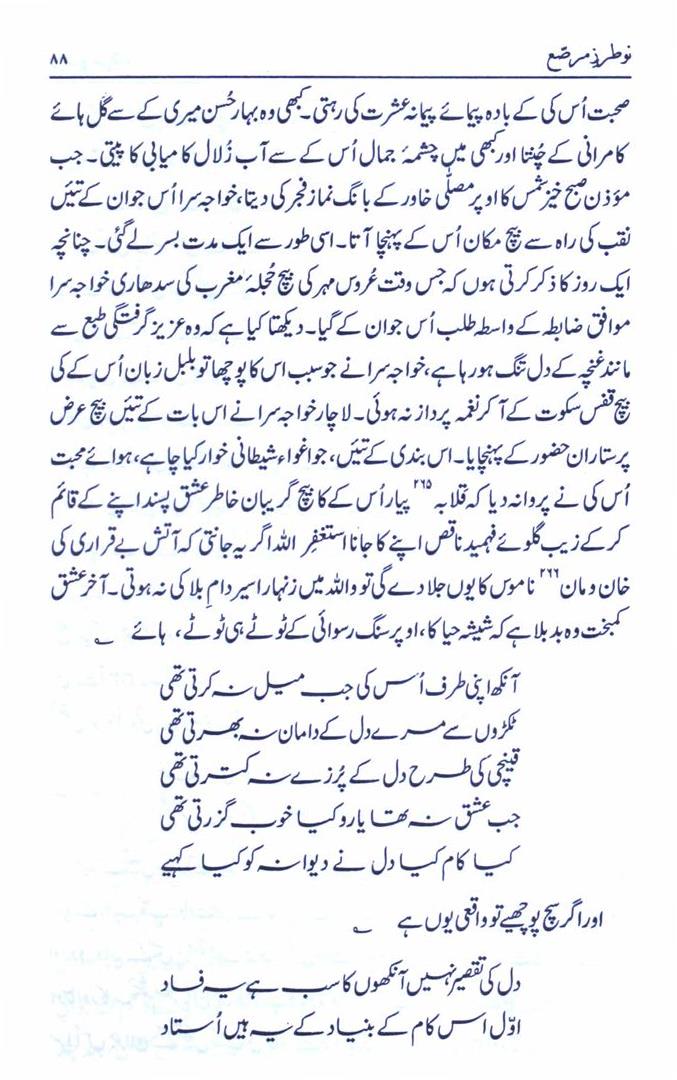 نو طرزِ مرصّع
۸۸
صحبت اُس کی کے بادہ پیمائے پیمانہ عشرت کی رہتی۔ کبھی وہ بہار حُسن میری کے سے گل ہائے
کامرانی کے چُنتا اور کبھی میں چشمۂ جمال اُس کے سے آب زُلال کامیابی کا پیتی۔ جب
مؤذن صبح خیز شمس کا اوپر مصلّٰی خاور کے بانگ نماز فجر کی دیتا، خواجہ سرا اُس جوان کے تئیں
نقب کی راہ سے بیچ مکان اُس کے پہنچا آتا۔ اسی طور سے ایک مدت بسر لے گئی۔ چنانچہ
ایک روز کا ذکر کرتی ہوں کہ جس وقت عُروس مہر کی بیچ حُجلۂ مغرب کی سدھاری خواجہ سرا
موافق ضابطہ کے واسطہ طلب اُس جوان کے گیا۔ دیکھتا کیا ہے کہ وہ عزیز گرفتگی طبع سے
مانند غنچہ کے دل تنگ ہو رہا ہے، خواجہ سرا نے جو سبب اس کا پوچھا تو بلبل زبان اُس کے کی
بیچ قفس سکوت کے آ کر نغمہ پرداز نہ ہوئی۔ لاچار خواجہ سرا نے اس بات کے تئیں بیچ عرض
پرستاران حضور کے پہنچایا۔ اس بندی کے تئیں، جو اغواء شیطانی خوار کیا چاہے، ہوائے محبت
اُس کی نے پروانہ دیا کہ قلابہ ۲۶۵ پیار اُس کے کا بیچ گریبان خاطر عشق پسند اپنے کے قائم
کر کے زیب گلوئے فہمید ناقص اپنے کا جانا استغفِر اللہ اگر یہ جانتی کہ آتش بے قراری کی
خان و مان ۲۶۶ ناموس کا یوں جلا دے گی تو واللہ میں زنہار اسیر دامِ بلا کی نہ ہوتی۔ آخر عشق
کمبخت وہ بد بلا ہے کہ شیشہ حیا کا، اوپر سنگ رسوائی کے ٹوٹے ہی ٹوٹے، ہائے ؎
آنکھ اپنی طرف اُس کی جب میل نہ کرتی تھی
ٹکڑوں سے مرے دل کے دامان نہ بھرتی تھی
قینچی کی طرح دل کے پُرزے نہ کترتی تھی
جب عشق نہ تھا یارو کیا خوب گزرتی تھی
کیا کام کیا دل نے دیوانہ کو کیا کہیے
اور اگر سچ پوچھیے تو واقعی یوں ہے ؎
دل کی تقصیر نہیں آنکھوں کا سب ہے یہ فساد
اوّل اس کام کے بنیاد کے یہ ہیں اُستاد